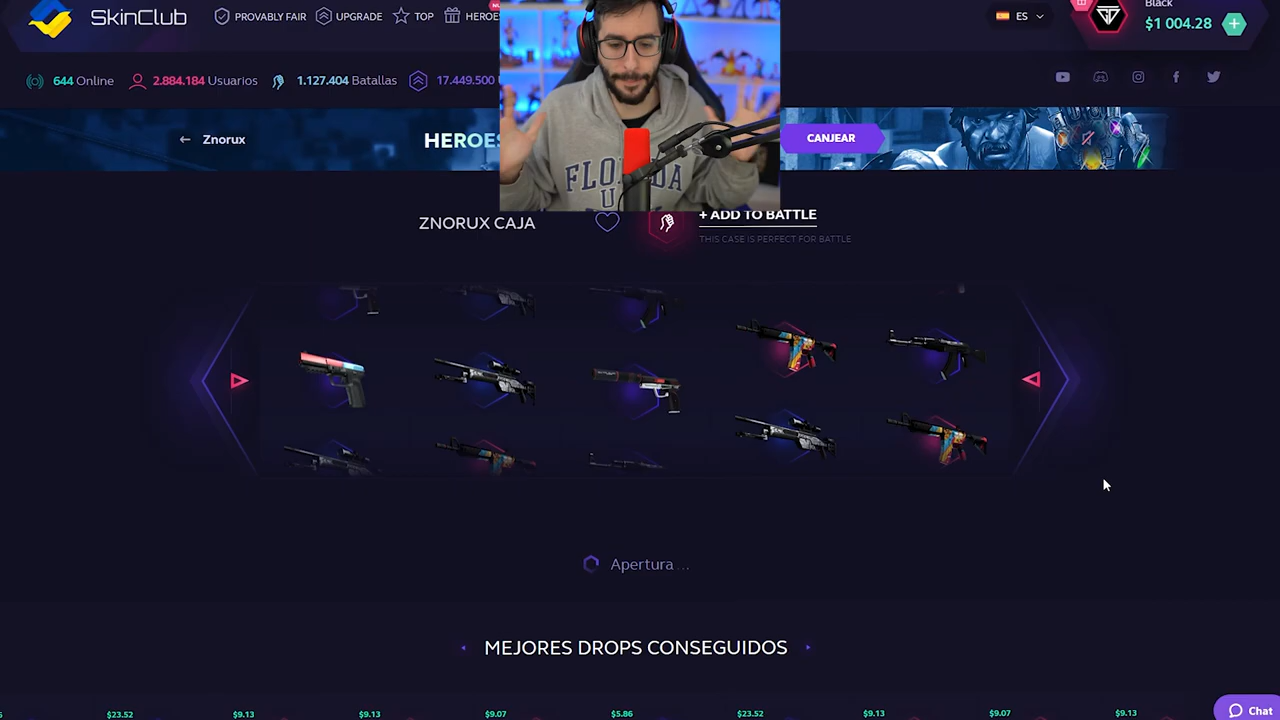 SKINCLUB
PROVABLY FAIR
UPGRADE
TOP
HEROES
ES
Black
$1 004.28
644 Online
2.884.184 Usuarios
1.127.404 Batallas
17.449.500
Znorux
HEROES
CANJEAR
FLORIDA
ZNORUX CAJA
+ ADD TO BATTLE
THIS CASE IS PERFECT FOR BATTLE
Apertura ...
MEJORES DROPS CONSEGUIDOS
$23.52
$9.13
$9.13
$9.07
$5.86
$23.52
$9.13
$9.07
$9.13
Chat